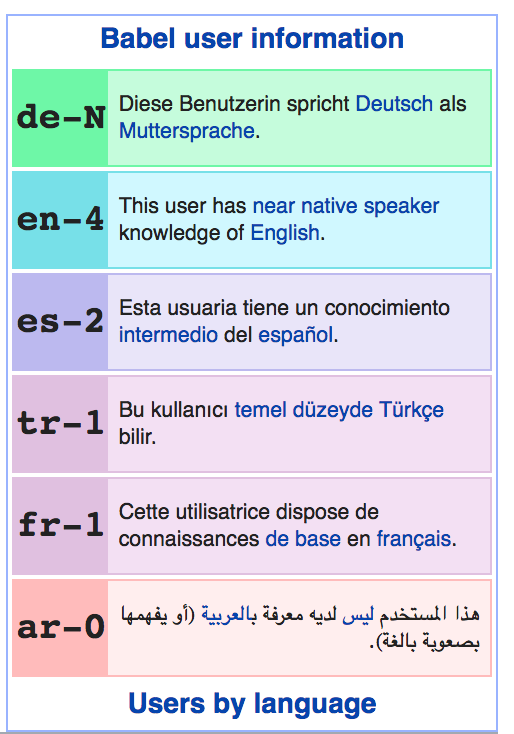 Babel user information
de-N
Diese Benutzerin spricht Deutsch als
Muttersprache.
en-4
This user has near native speaker
knowledge of English.
es-2
Esta usuaria tiene un conocimiento
intermedio del español.
tr-1
Bu kullanıcı temel düzeyde Türkçe
bilir.
fr-1
Cette utilisatrice dispose de
connaissances de base en français.
ar-0
هذا المستخدم ليس لديه معرفة بالعربية (أو يفهمها
بصعوبة بالغة).
Users by language